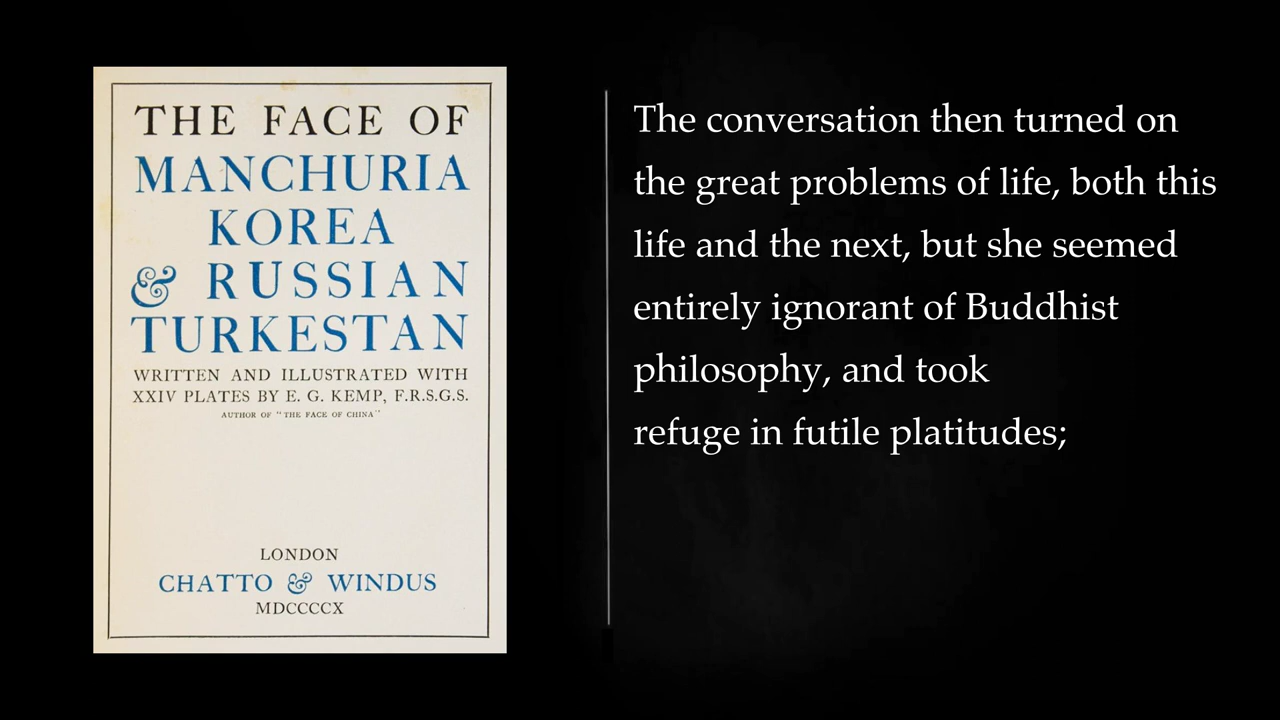 THE FACE OF
MANCHURIA
KOREA
& RUSSIAN
TURKESTAN
WRITTEN AND ILLUSTRATED WITH
XXIV PLATES BY E. G. KEMP, F.R.S.G.S.
AUTHOR OF "THE FACE OF CHINA"
LONDON
CHATTO & WINDUS
MDCCCCX
The conversation then turned on
the great problems of life, both this
life and the next, but she seemed
entirely ignorant of Buddhist
philosophy, and took
refuge in futile platitudes;